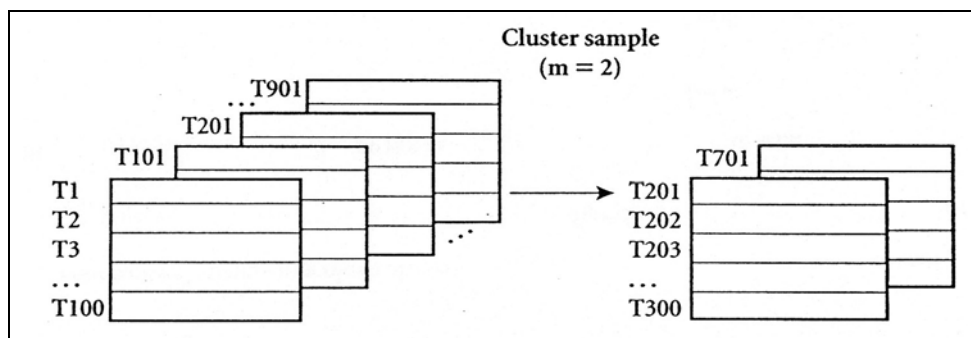 Cluster sample
(m = 2)
T901
...
T201
T101
T1
T2
T3
...
T100
...
T701
T201
T202
T203
...
T300